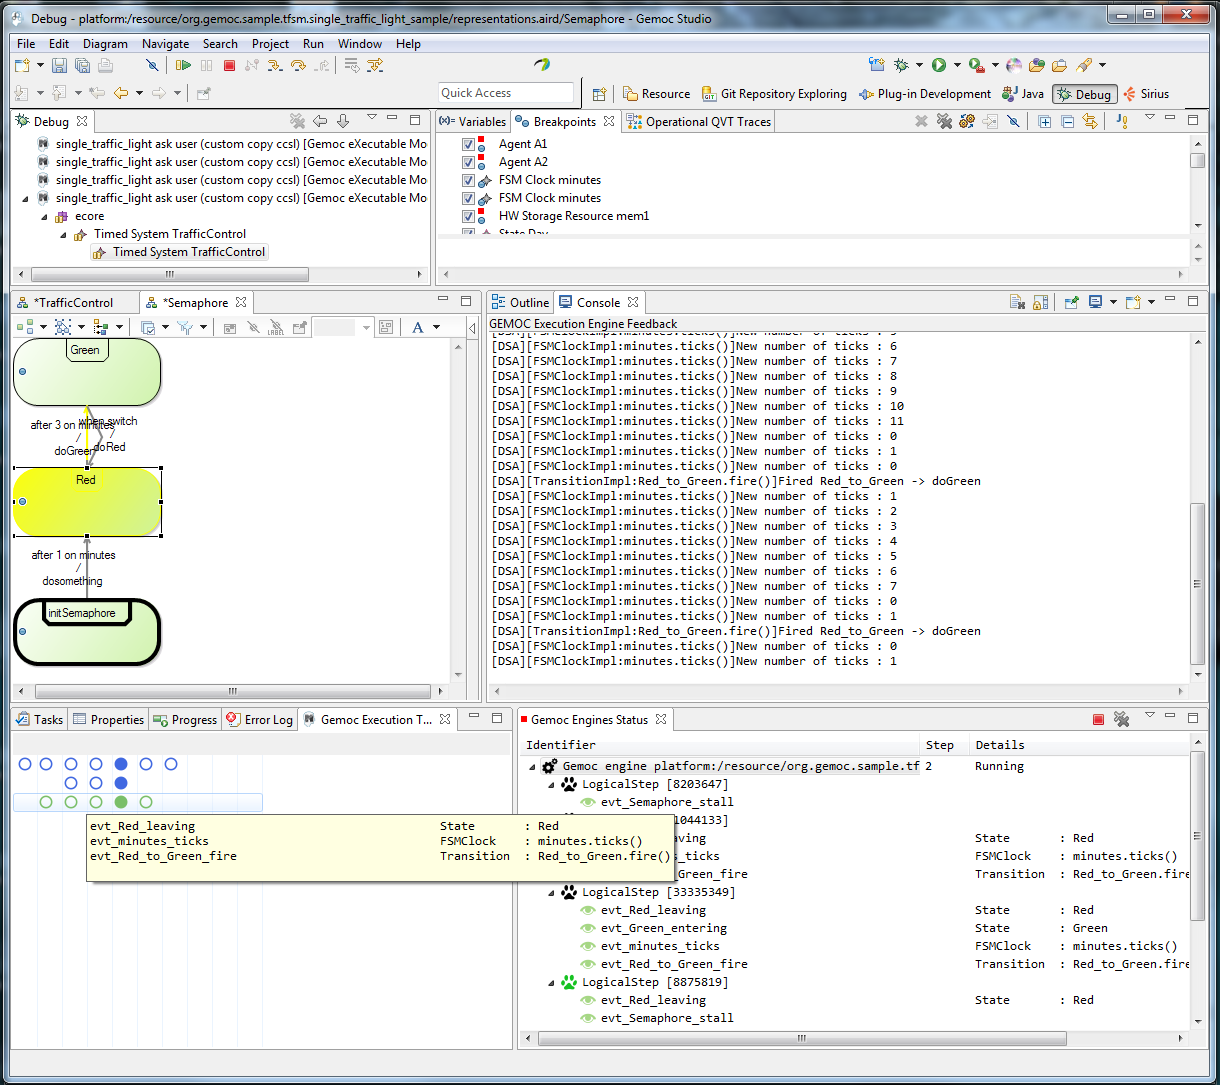 Debug - platform:/resource/org.gemoc.sample.tfsm.single_traffic_light_sample/representations.aird/Semaphore - Gemoc Studio
File Edit Diagram Navigate Search Project Run Window Help
Quick Access Resource Git Repository Exploring Plug-in Development Java Debug Sirius
Debug
single_traffic_light ask user (custom copy ccsl) [Gemoc eXecutable Mo
single_traffic_light ask user (custom copy ccsl) [Gemoc eXecutable Mo
single_traffic_light ask user (custom copy ccsl) [Gemoc eXecutable Mo
single_traffic_light ask user (custom copy ccsl) [Gemoc eXecutable Mo
ecore
Timed System TrafficControl
Timed System TrafficControl
(x)= Variables Breakpoints Operational QVT Traces
Agent A1
Agent A2
FSM Clock minutes
FSM Clock minutes
HW Storage Resource mem1
State Day
*TrafficControl *Semaphore
LABEL A
Green
after 3 on minutes
/
doGreen
when switch
/
doRed
Red
after 1 on minutes
/
dosomething
initSemaphore
Outline Console
GEMOC Execution Engine Feedback
[DSA][FSMClockImpl:minutes.ticks()]New number of ticks : 5
[DSA][FSMClockImpl:minutes.ticks()]New number of ticks : 6
[DSA][FSMClockImpl:minutes.ticks()]New number of ticks : 7
[DSA][FSMClockImpl:minutes.ticks()]New number of ticks : 8
[DSA][FSMClockImpl:minutes.ticks()]New number of ticks : 9
[DSA][FSMClockImpl:minutes.ticks()]New number of ticks : 10
[DSA][FSMClockImpl:minutes.ticks()]New number of ticks : 11
[DSA][FSMClockImpl:minutes.ticks()]New number of ticks : 0
[DSA][FSMClockImpl:minutes.ticks()]New number of ticks : 1
[DSA][FSMClockImpl:minutes.ticks()]New number of ticks : 0
[DSA][TransitionImpl:Red_to_Green.fire()]Fired Red_to_Green -> doGreen
[DSA][FSMClockImpl:minutes.ticks()]New number of ticks : 1
[DSA][FSMClockImpl:minutes.ticks()]New number of ticks : 2
[DSA][FSMClockImpl:minutes.ticks()]New number of ticks : 3
[DSA][FSMClockImpl:minutes.ticks()]New number of ticks : 4
[DSA][FSMClockImpl:minutes.ticks()]New number of ticks : 5
[DSA][FSMClockImpl:minutes.ticks()]New number of ticks : 6
[DSA][FSMClockImpl:minutes.ticks()]New number of ticks : 7
[DSA][FSMClockImpl:minutes.ticks()]New number of ticks : 0
[DSA][FSMClockImpl:minutes.ticks()]New number of ticks : 1
[DSA][TransitionImpl:Red_to_Green.fire()]Fired Red_to_Green -> doGreen
[DSA][FSMClockImpl:minutes.ticks()]New number of ticks : 0
[DSA][FSMClockImpl:minutes.ticks()]New number of ticks : 1
Tasks Properties Progress Error Log Gemoc Execution T...
evt_Red_leaving State : Red
evt_minutes_ticks FSMClock : minutes.ticks()
evt_Red_to_Green_fire Transition : Red_to_Green.fire()
Gemoc Engines Status
Identifier Step Details
Gemoc engine platform:/resource/org.gemoc.sample.tf 2 Running
LogicalStep [8203647]
evt_Semaphore_stall
1044133]
aving State : Red
s_ticks FSMClock : minutes.ticks()
_Green_fire Transition : Red_to_Green.fire
LogicalStep [33335349]
evt_Red_leaving State : Red
evt_Green_entering State : Green
evt_minutes_ticks FSMClock : minutes.ticks()
evt_Red_to_Green_fire Transition : Red_to_Green.fire
LogicalStep [8875819]
evt_Red_leaving State : Red
evt_Semaphore_stall